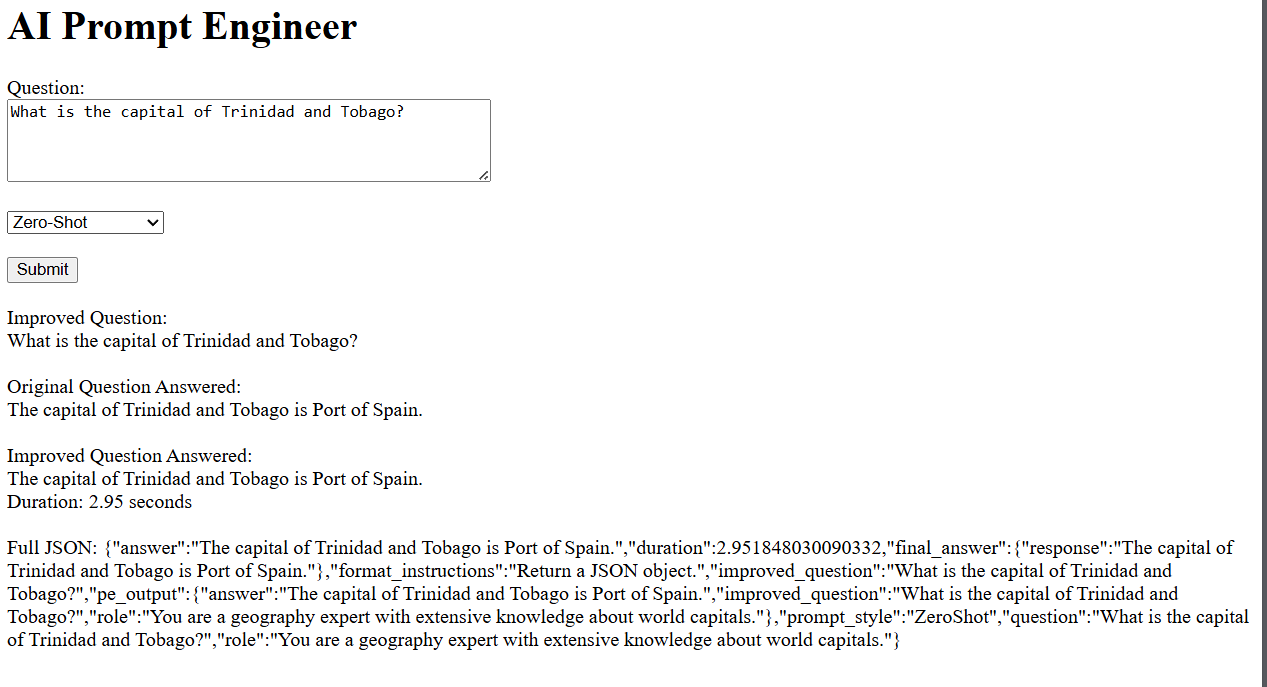 AI Prompt Engineer
Question:
What is the capital of Trinidad and Tobago?
Zero-Shot
Submit
Improved Question:
What is the capital of Trinidad and Tobago?
Original Question Answered:
The capital of Trinidad and Tobago is Port of Spain.
Improved Question Answered:
The capital of Trinidad and Tobago is Port of Spain.
Duration: 2.95 seconds
Full JSON: {"answer":"The capital of Trinidad and Tobago is Port of Spain.","duration":2.951848030090332,"final_answer":{"response":"The capital of
Trinidad and Tobago is Port of Spain."},"format_instructions":"Return a JSON object.","improved_question":"What is the capital of Trinidad and
Tobago?","pe_output":{"answer":"The capital of Trinidad and Tobago is Port of Spain.","improved_question":"What is the capital of Trinidad and
Tobago?","role":"You are a geography expert with extensive knowledge about world capitals."},"prompt_style":"ZeroShot","question":"What is the capital
of Trinidad and Tobago?","role":"You are a geography expert with extensive knowledge about world capitals."}